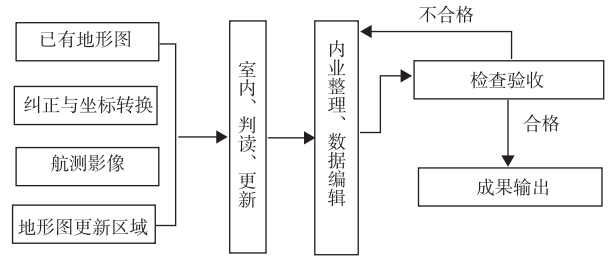 已有地形图
纠正与坐标转换
航测影像
地形图更新区域
室内、判读、更新
内业整理、数据编辑
不合格
检查验收
合格
成果输出